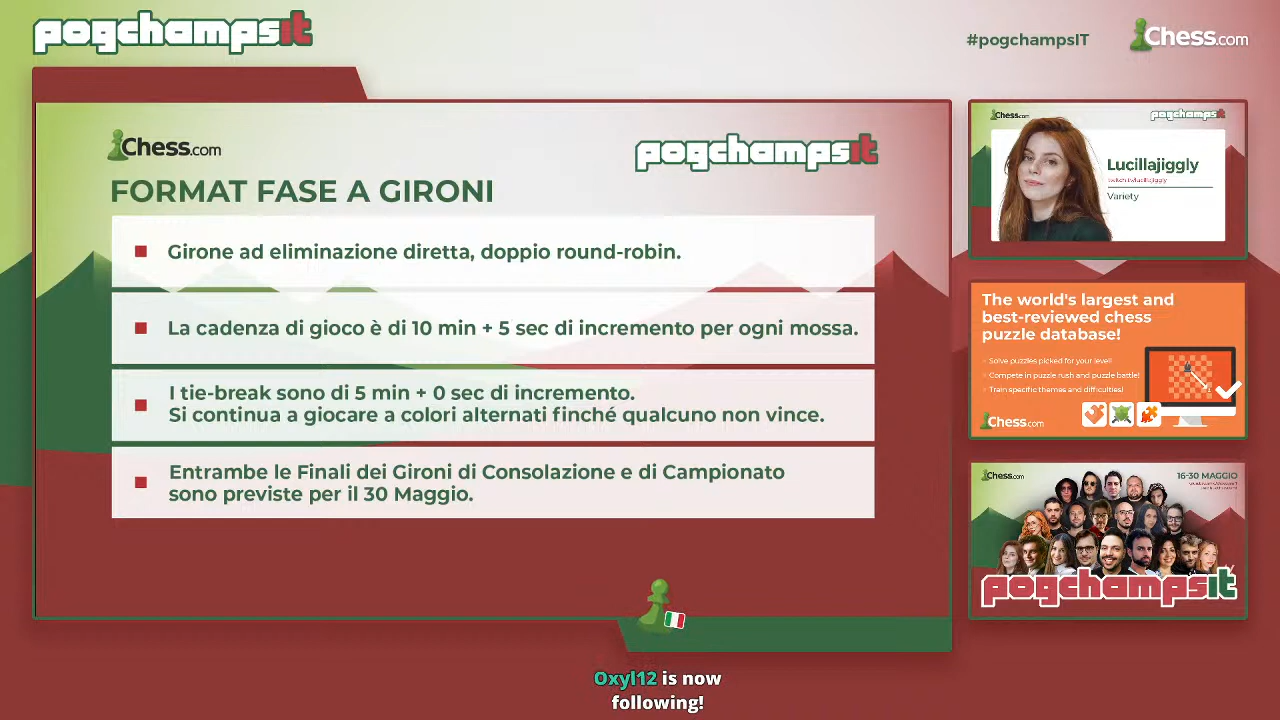 pogchampsit
#pogchampsIT
Chess.com
Chess.com
pogchampsit
FORMAT FASE A GIRONI
Girone ad eliminazione diretta, doppio round-robin.
La cadenza di gioco è di 10 min + 5 sec di incremento per ogni mossa.
I tie-break sono di 5 min + 0 sec di incremento.
Si continua a giocare a colori alternati finché qualcuno non vince.
Entrambe le Finali dei Gironi di Consolazione e di Campionato
sono previste per il 30 Maggio.
Chess.com
pogchampsit
Lucillajiggly
Variety
The world's largest and
best-reviewed chess
puzzle database!
Solve puzzles picked for your level!
Compete in puzzle rush and puzzle battle!
Train specific themes and difficulties!
Chess.com
Chess.com
16-30 MAGGIO
pogchampsit
Oxyl12 is now
following!